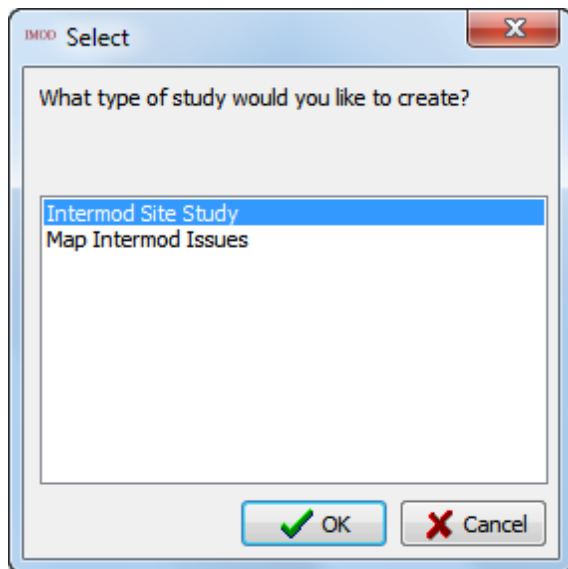 IMOD Select
What type of study would you like to create?
Intermod Site Study
Map Intermod Issues
OK
Cancel